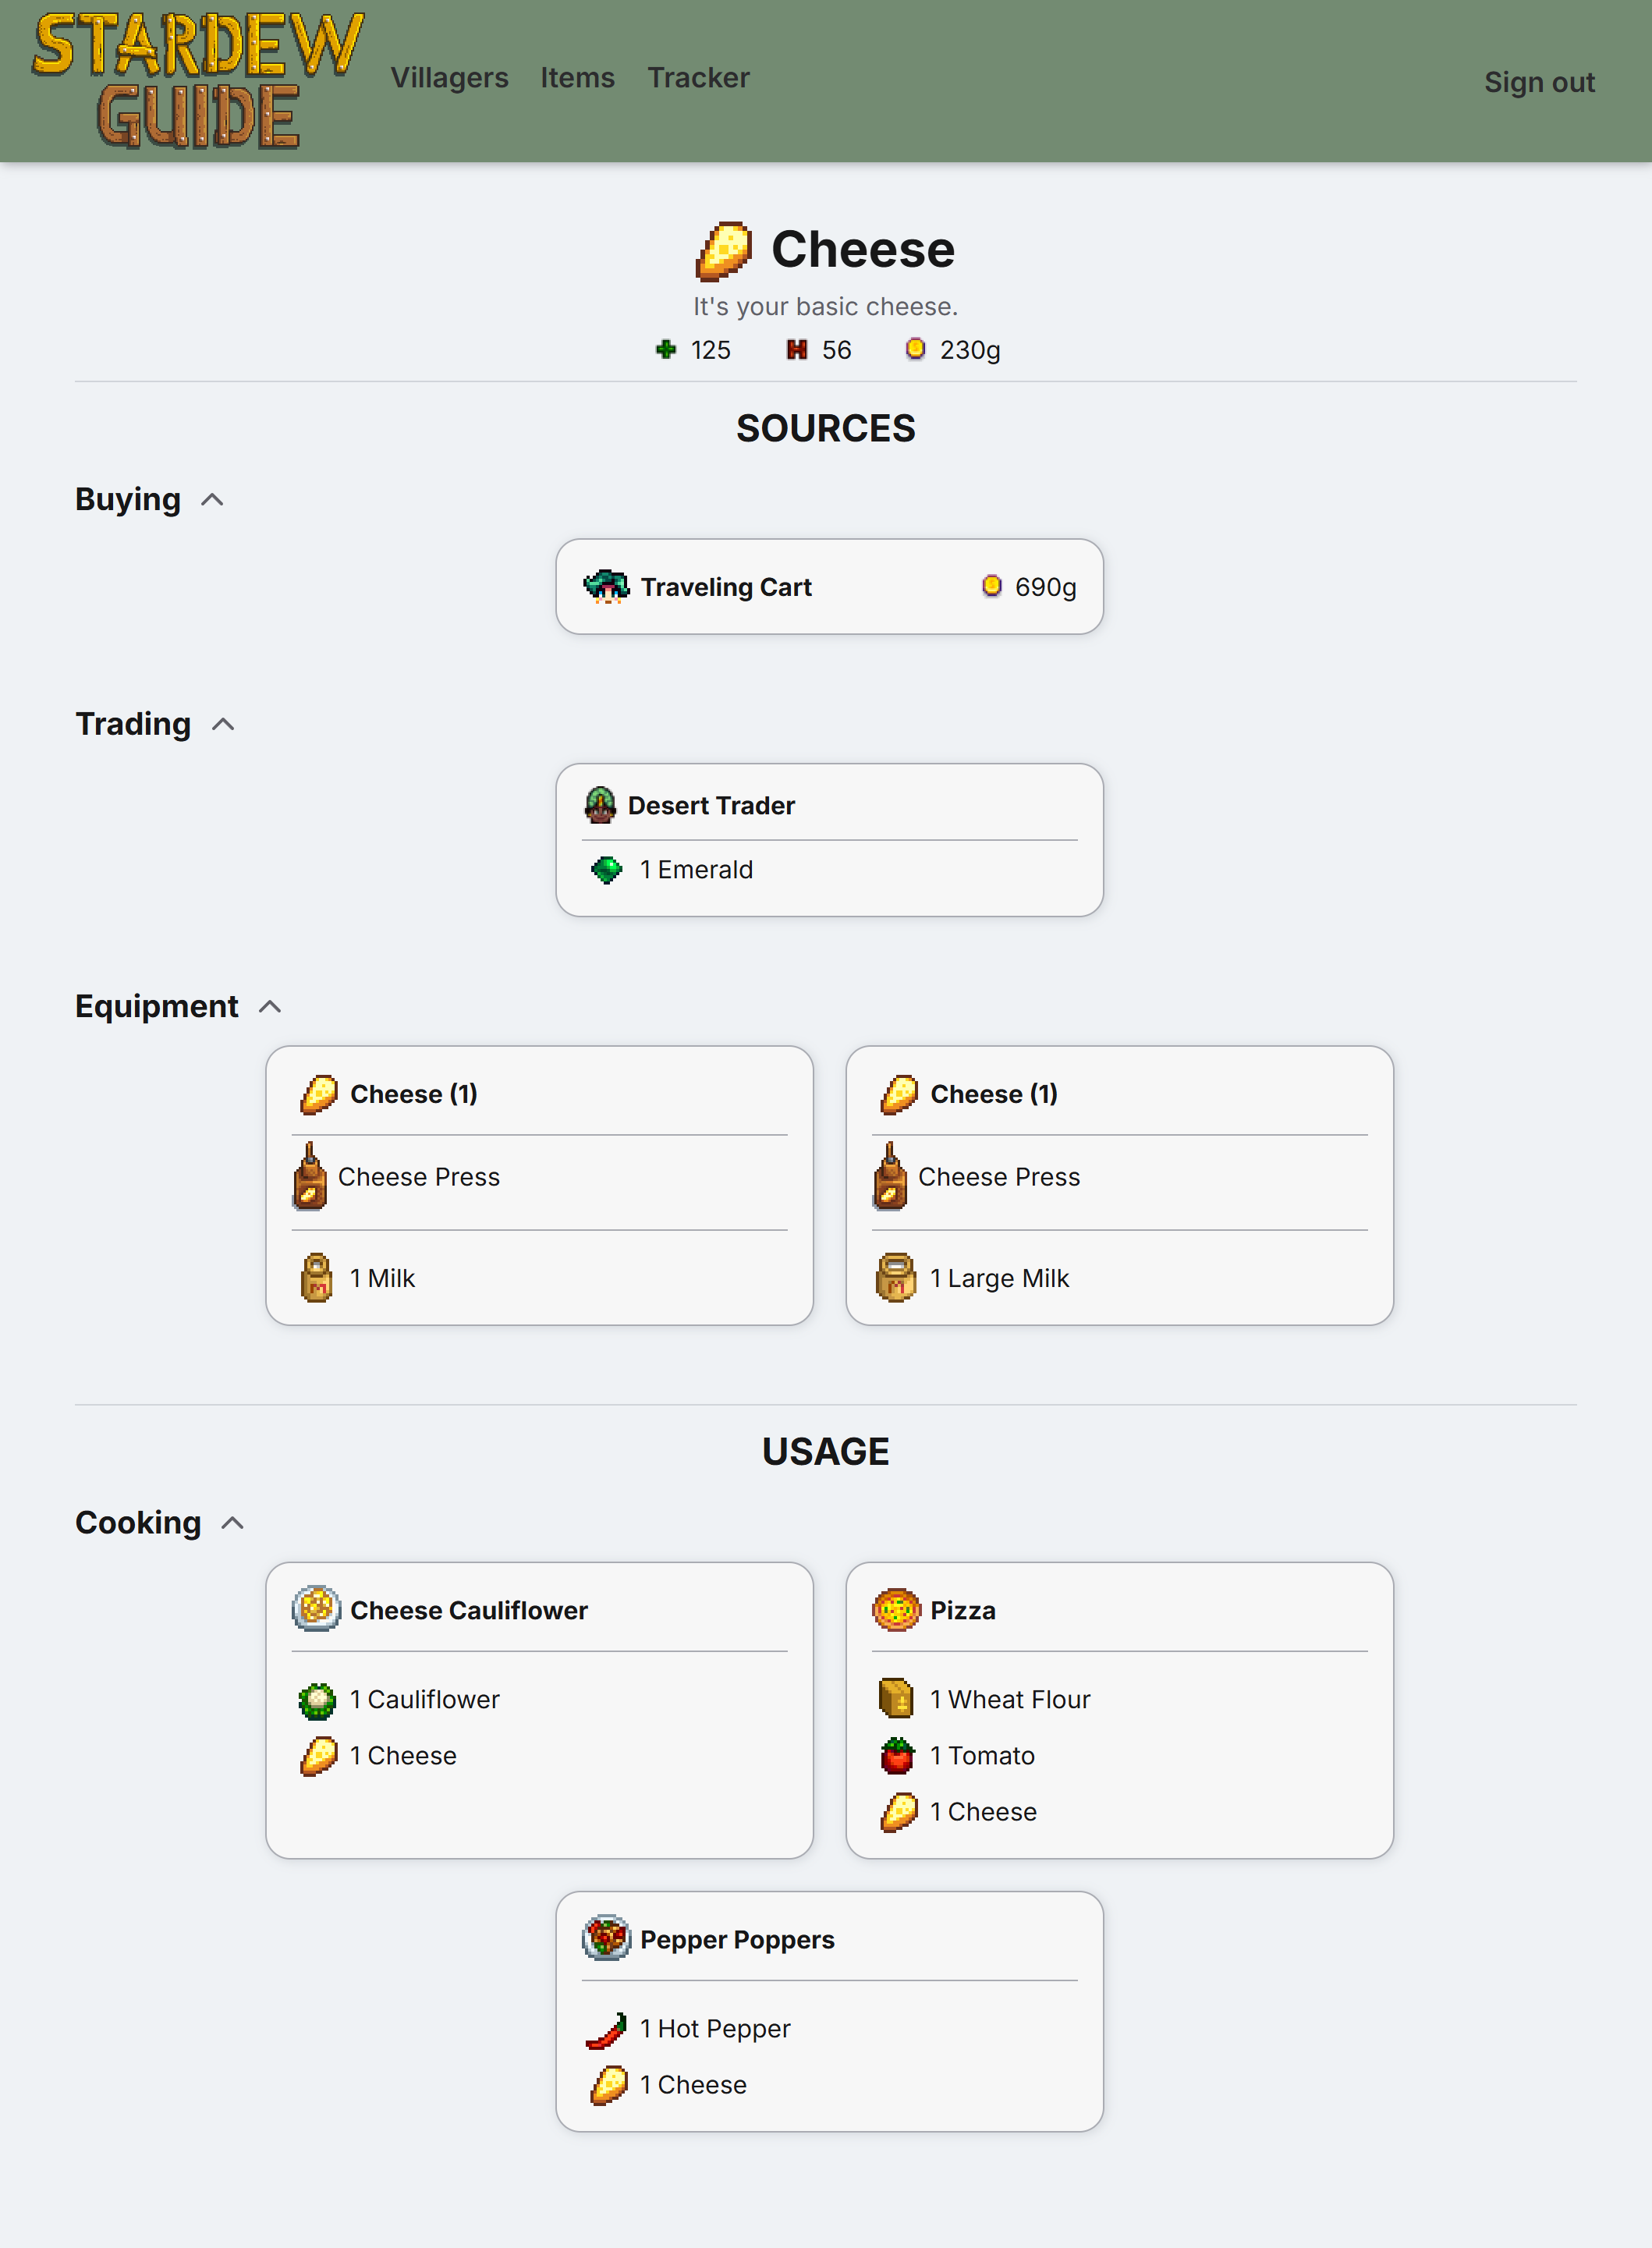 STARDEW
GUIDE
Villagers Items Tracker
Sign out
Cheese
It's your basic cheese.
125 56 230g
SOURCES
Buying
Traveling Cart 690g
Trading
Desert Trader
1 Emerald
Equipment
Cheese (1)
Cheese Press
1 Milk
Cheese (1)
Cheese Press
1 Large Milk
USAGE
Cooking
Cheese Cauliflower
1 Cauliflower
1 Cheese
Pizza
1 Wheat Flour
1 Tomato
1 Cheese
Pepper Poppers
1 Hot Pepper
1 Cheese